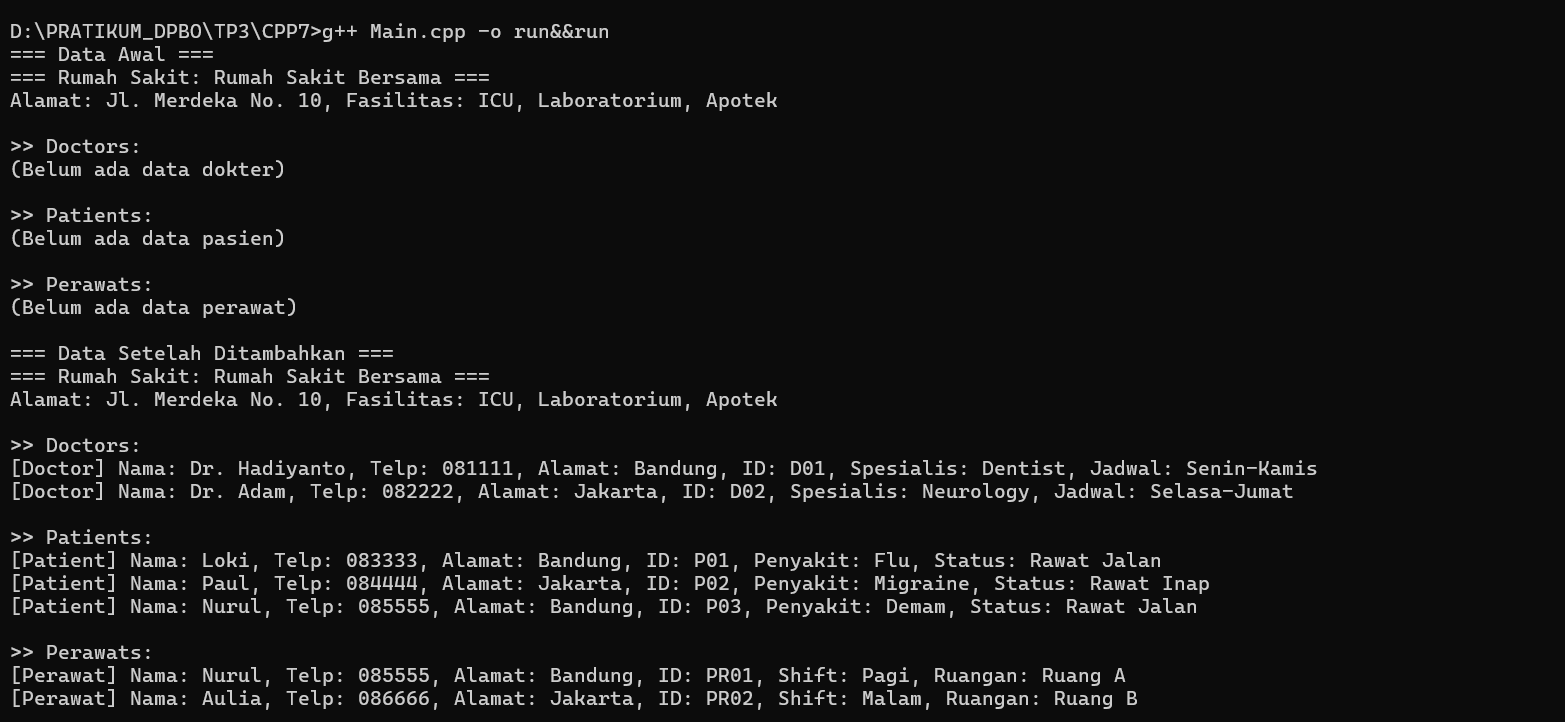 D:\PRATIKUM_DPBO\TP3\CPP7>g++ Main.cpp -o run&&run
=== Data Awal ===
=== Rumah Sakit: Rumah Sakit Bersama ===
Alamat: Jl. Merdeka No. 10, Fasilitas: ICU, Laboratorium, Apotek
>> Doctors:
(Belum ada data dokter)
>> Patients:
(Belum ada data pasien)
>> Perawats:
(Belum ada data perawat)
=== Data Setelah Ditambahkan ===
=== Rumah Sakit: Rumah Sakit Bersama ===
Alamat: Jl. Merdeka No. 10, Fasilitas: ICU, Laboratorium, Apotek
>> Doctors:
[Doctor] Nama: Dr. Hadiyanto, Telp: 081111, Alamat: Bandung, ID: D01, Spesialis: Dentist, Jadwal: Senin-Kamis
[Doctor] Nama: Dr. Adam, Telp: 082222, Alamat: Jakarta, ID: D02, Spesialis: Neurology, Jadwal: Selasa-Jumat
>> Patients:
[Patient] Nama: Loki, Telp: 083333, Alamat: Bandung, ID: P01, Penyakit: Flu, Status: Rawat Jalan
[Patient] Nama: Paul, Telp: 084444, Alamat: Jakarta, ID: P02, Penyakit: Migraine, Status: Rawat Inap
[Patient] Nama: Nurul, Telp: 085555, Alamat: Bandung, ID: P03, Penyakit: Demam, Status: Rawat Jalan
>> Perawats:
[Perawat] Nama: Nurul, Telp: 085555, Alamat: Bandung, ID: PR01, Shift: Pagi, Ruangan: Ruang A
[Perawat] Nama: Aulia, Telp: 086666, Alamat: Jakarta, ID: PR02, Shift: Malam, Ruangan: Ruang B